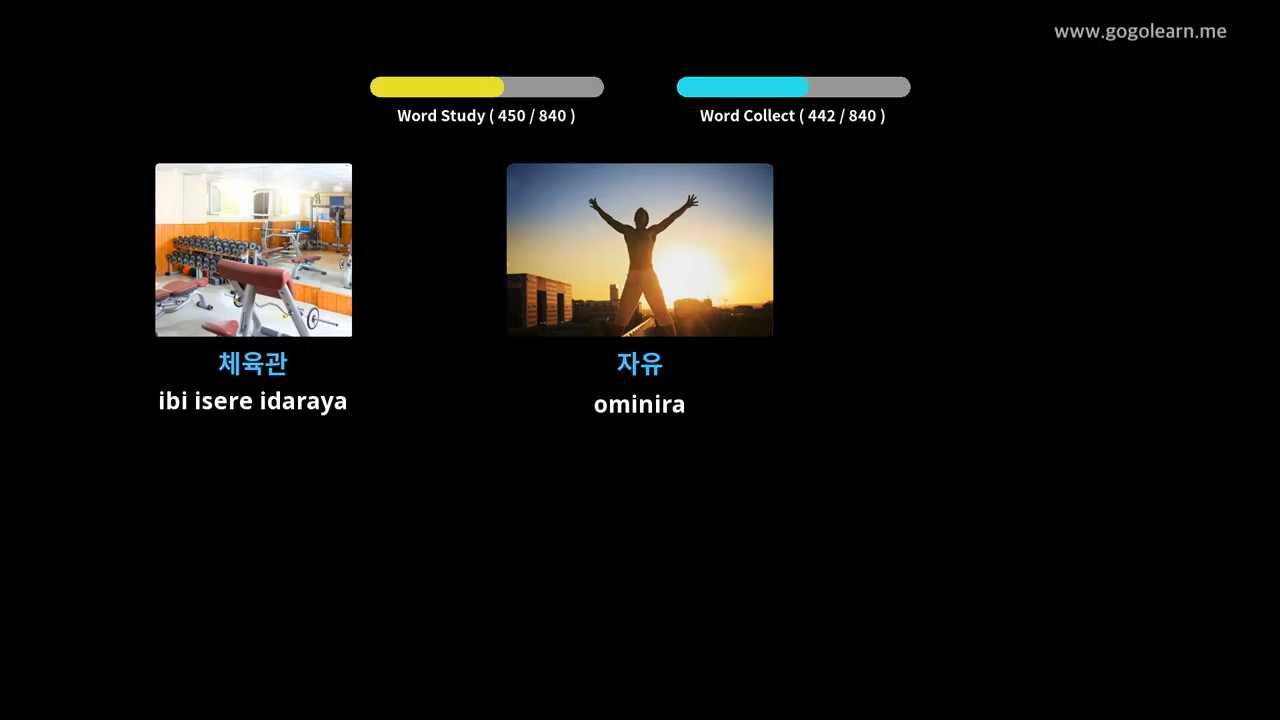 www.gogolearn.me
Word Study ( 450 / 840 )
Word Collect ( 442 / 840 )
체육관
ibi isere idaraya
자유
ominira